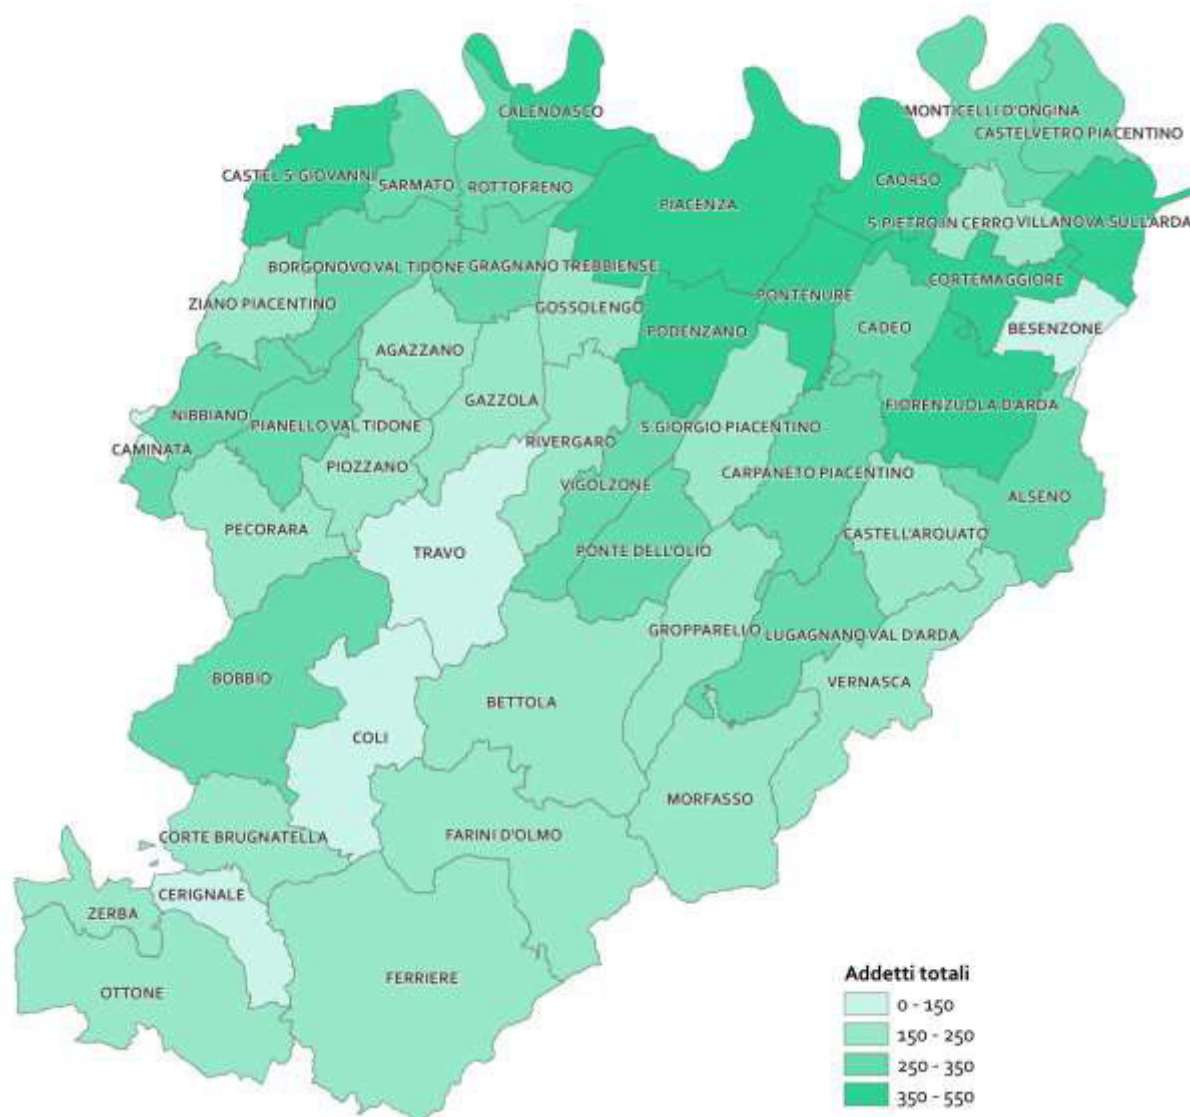 MONTICELLI D'ONGINA
CALENDASCO
CASTELVETRO PIACENTINO
CASTEL S.GIOVANNI
SARMATO
ROTTOFRENO
CAORSO
PIACENZA
S.PIETRO IN CERRO
VILLANOVA SULL'ARDA
BORGONOVO VAL TIDONE
GRAGNANO TREBBIENSE
CORTEMAGGIORE
ZIANO PIACENTINO
GOSSOLENGO
PONTENURE
PODENZANO
CADEO
BESENZONE
AGAZZANO
GAZZOLA
FIORENZUOLA D'ARDA
NIBBIANO
PIANELLO VAL TIDONE
S.GIORGIO PIACENTINO
RIVERGARO
CAMINATA
PIOZZANO
CARPANETO PIACENTINO
VIGOLZONE
ALSENO
PECORARA
CASTELL'ARQUATO
TRAVO
PONTE DELL'OLIO
GROPPARELLO
LUGAGNANO VAL D'ARDA
BOBBIO
VERNASCA
BETTOLA
COLI
MORFASSO
CORTE BRUGNATELLA
FARINI D'OLMO
CERIGNALE
ZERBA
FERRIERE
OTTONE
Addetti totali
0 - 150
150 - 250
250 - 350
350 - 550